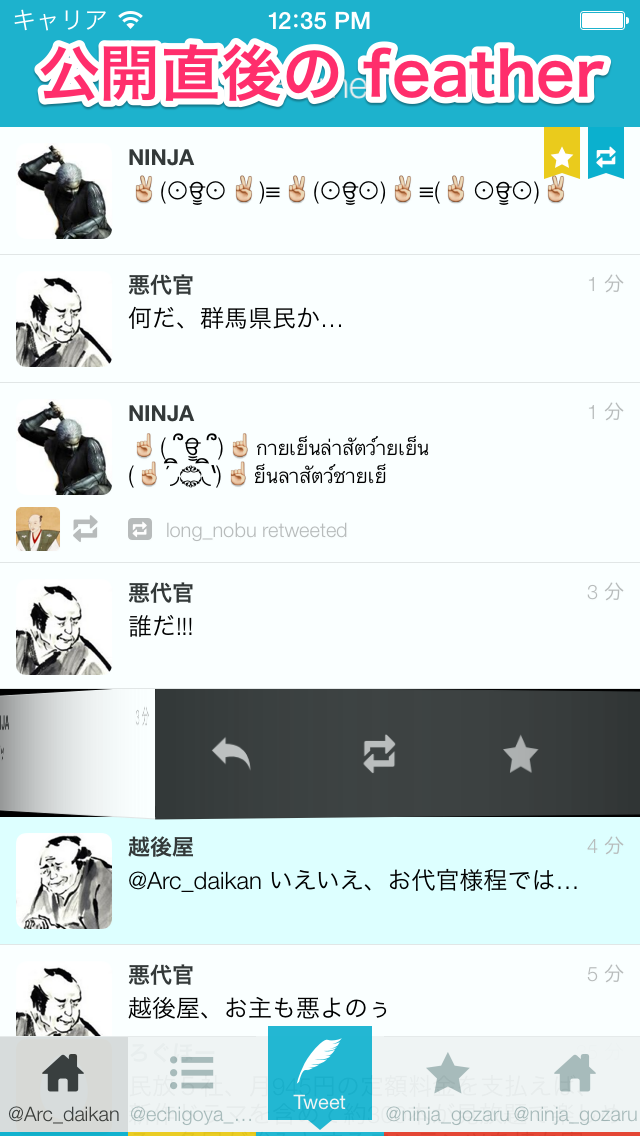 キャリア 12:35 PM
公開直後の feather
NINJA
✌(⊙ਊ⊙✌)≡✌(⊙ਊ⊙)✌≡(✌⊙ਊ⊙)✌
悪代官 1 分
何だ、群馬県民か…
NINJA 1 分
กายเย็นล่าสัตว์ายเย็น
ย็นลาสัตว์ชายเย็
long_nobu retweeted
悪代官 3 分
誰だ!!!
3 分
越後屋 4 分
@Arc_daikan いえいえ、お代官様程では…
悪代官 5 分
越後屋、お主も悪よのぅ
Tweet
@Arc_daikan @echigoya_… @ninja_gozaru @ninja_gozaru